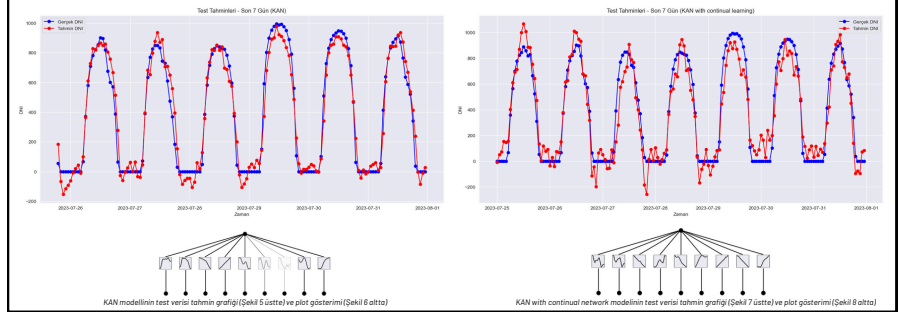 Test Tahminleri - Son 7 Gün (KAN)
Gerçek DNI
Tahmin DNI
DNI
1000
800
600
400
200
0
−200
2023-07-26
2023-07-27
2023-07-28
2023-07-29
2023-07-30
2023-07-31
2023-08-01
Zaman
KAN modellinin test verisi tahmin grafiği (Şekil 5 üstte) ve plot gösterimi (Şekil 6 altta)
Test Tahminleri - Son 7 Gün (KAN with continual learning)
Gerçek DNI
Tahmin DNI
DNI
1000
800
600
400
200
0
−200
2023-07-25
2023-07-26
2023-07-27
2023-07-28
2023-07-29
2023-07-30
2023-07-31
2023-08-01
Zaman
KAN with continual network modelinin test verisi tahmin grafiği (Şekil 7 üstte) ve plot gösterimi (Şekil 8 altta)